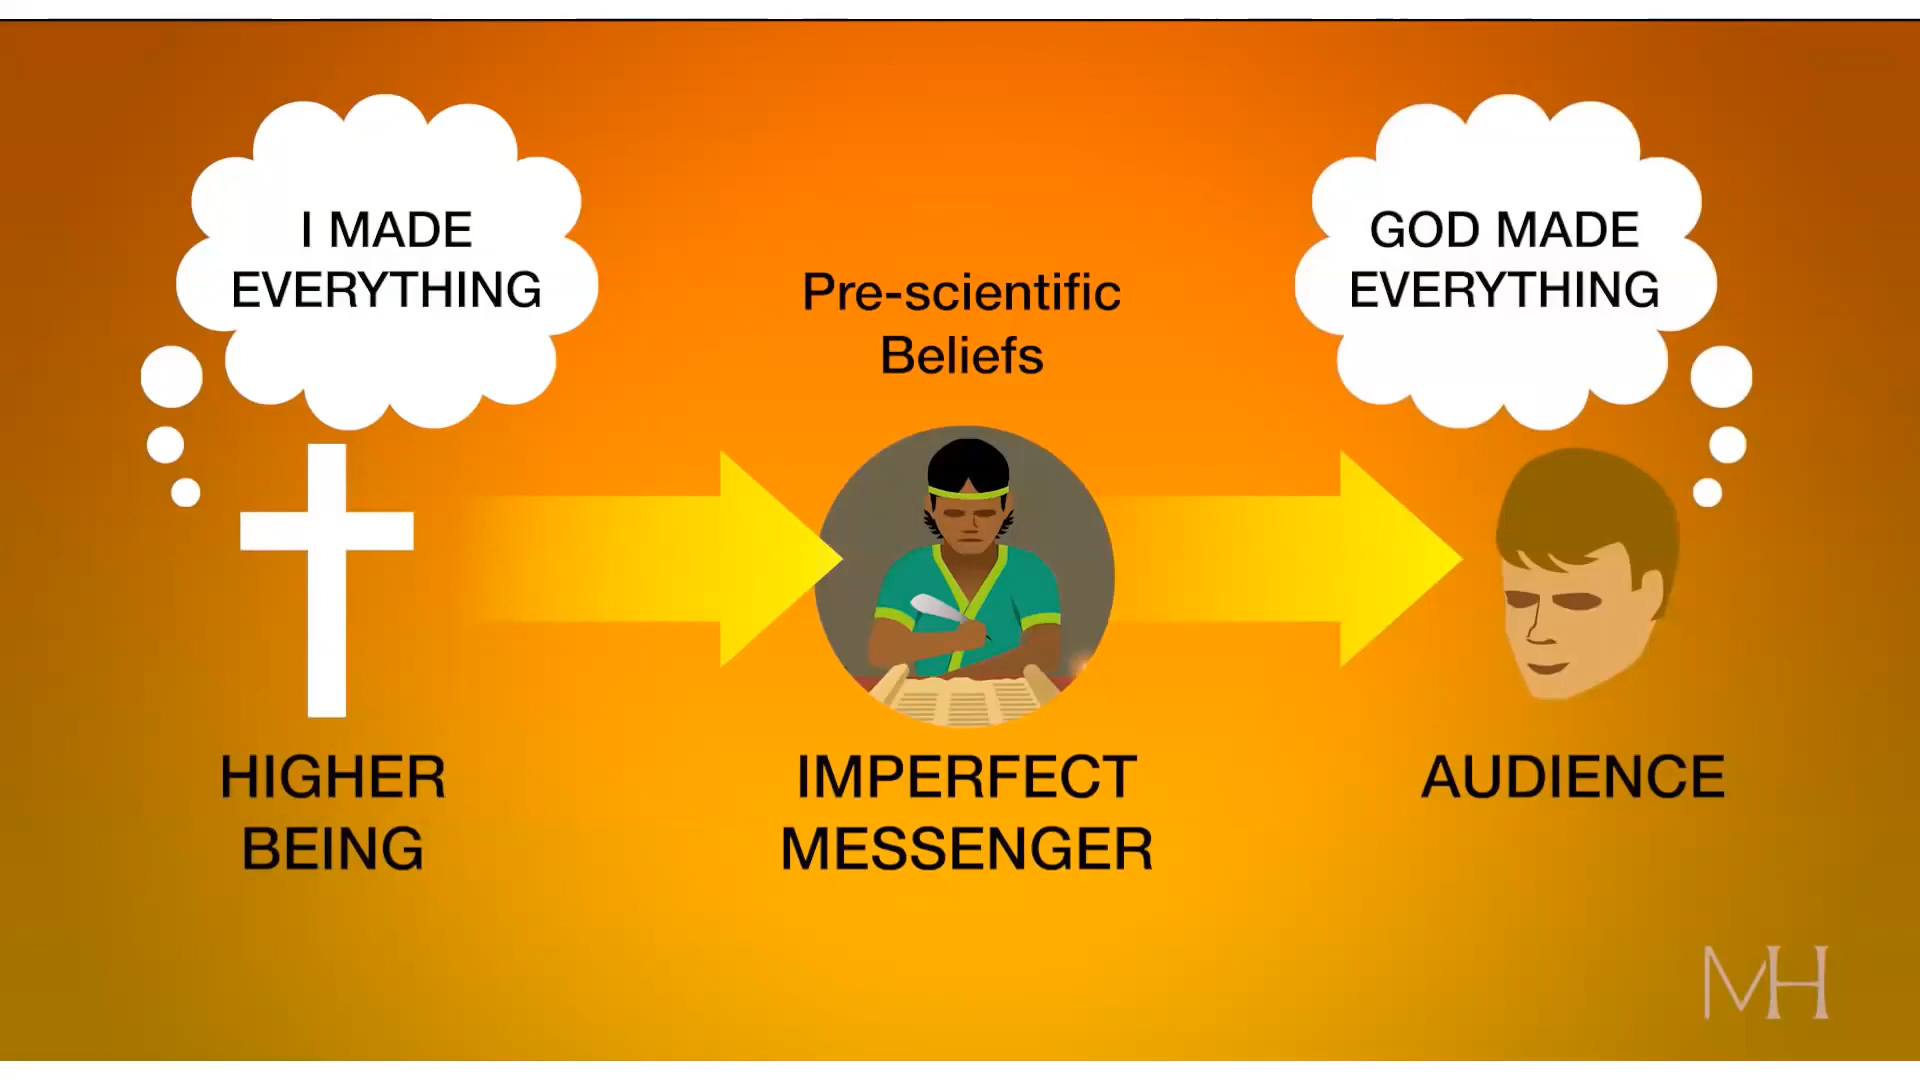 I MADE
EVERYTHING
Pre-scientific
Beliefs
GOD MADE
EVERYTHING
HIGHER
BEING
IMPERFECT
MESSENGER
AUDIENCE
MH